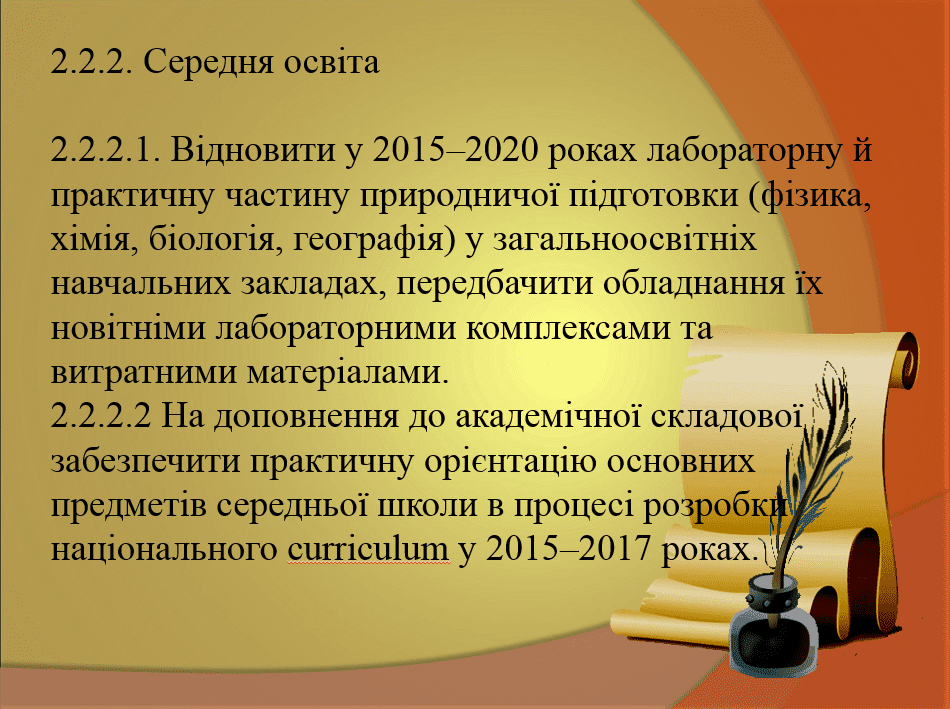 2.2.2. Середня освіта
2.2.2.1. Відновити у 2015–2020 роках лабораторну й
практичну частину природничої підготовки (фізика,
хімія, біологія, географія) у загальноосвітніх
навчальних закладах, передбачити обладнання їх
новітніми лабораторними комплексами та
витратними матеріалами.
2.2.2.2 На доповнення до академічної складової
забезпечити практичну орієнтацію основних
предметів середньої школи в процесі розробки
національного curriculum у 2015–2017 роках.